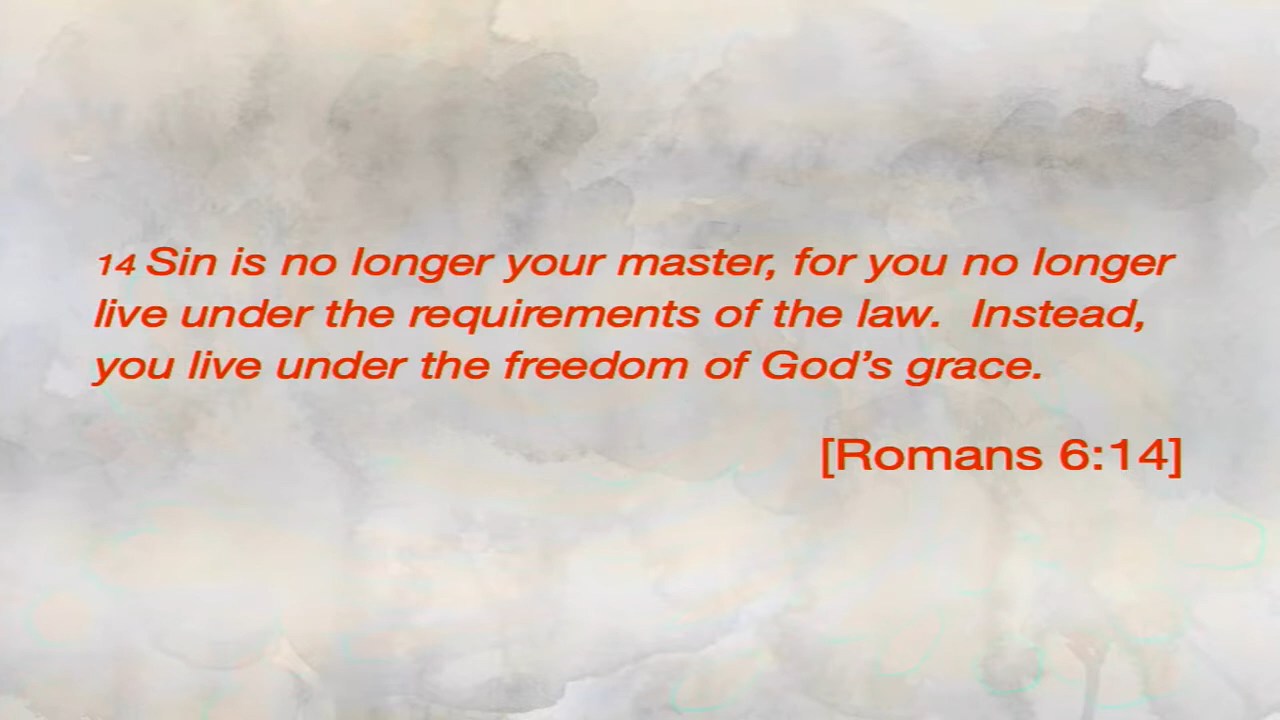 14 Sin is no longer your master, for you no longer
live under the requirements of the law.  Instead,
you live under the freedom of God’s grace.
[Romans 6:14]